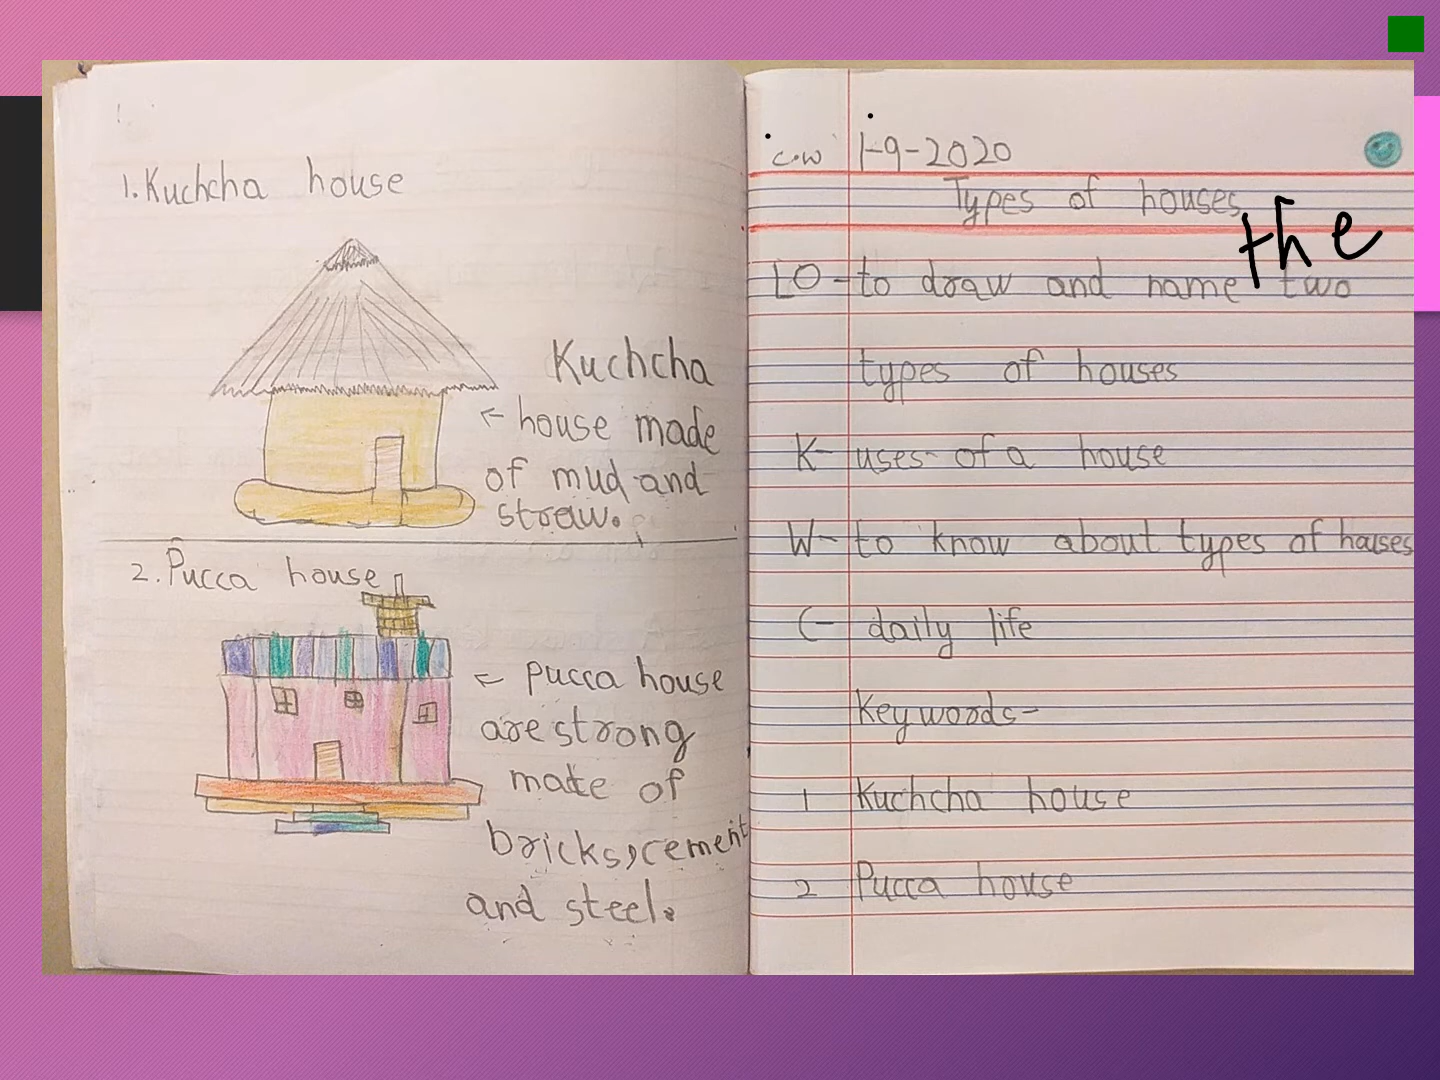 1. Kuchcha house
Kuchcha
← house made
of mud and
straw.
2. Pucca house
← pucca house
are strong
made of
bricks, cement
and steel.
c.w 1-9-2020
Types of houses
the
LO - to draw and name two
types of houses
K- uses of a house
W- to know about types of houses
C- daily life
Keywords-
1 Kuchcha house
2 Pucca house